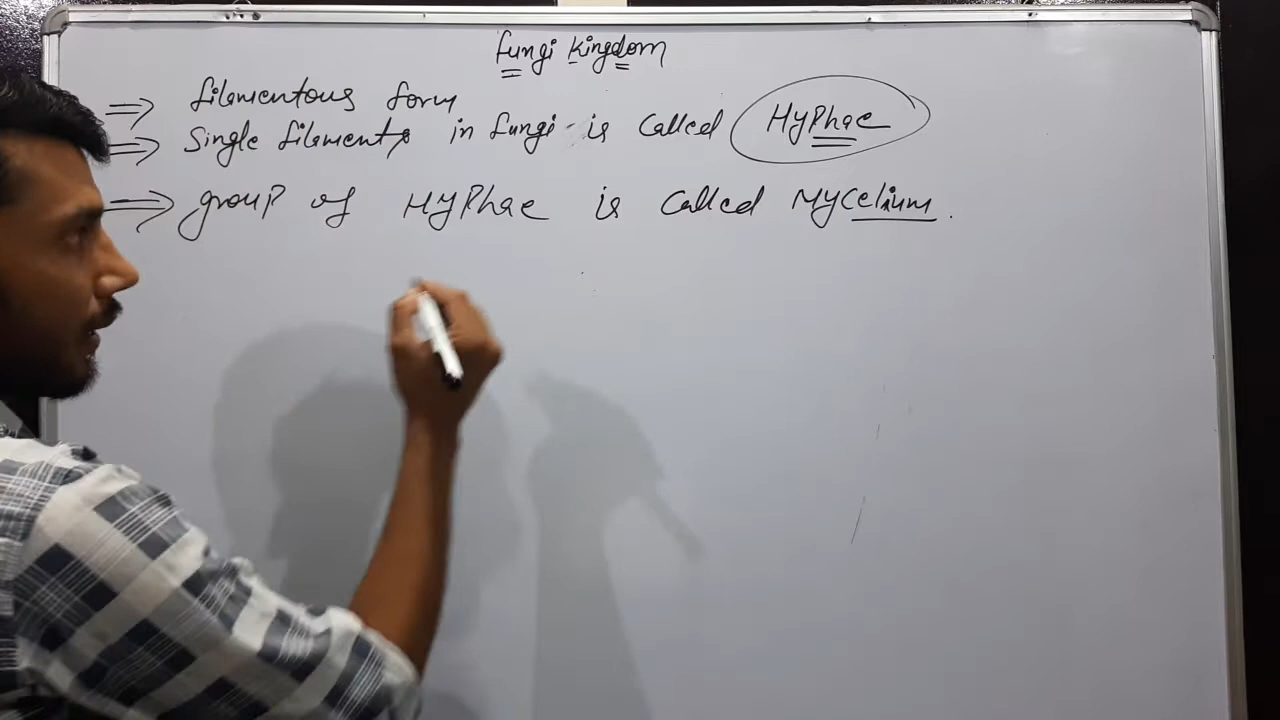 fungi kingdom
⇒ filamentous form
⇒ Single filaments in fungi is called HyPhae
⇒ group of HyPhae is called Mycelium.